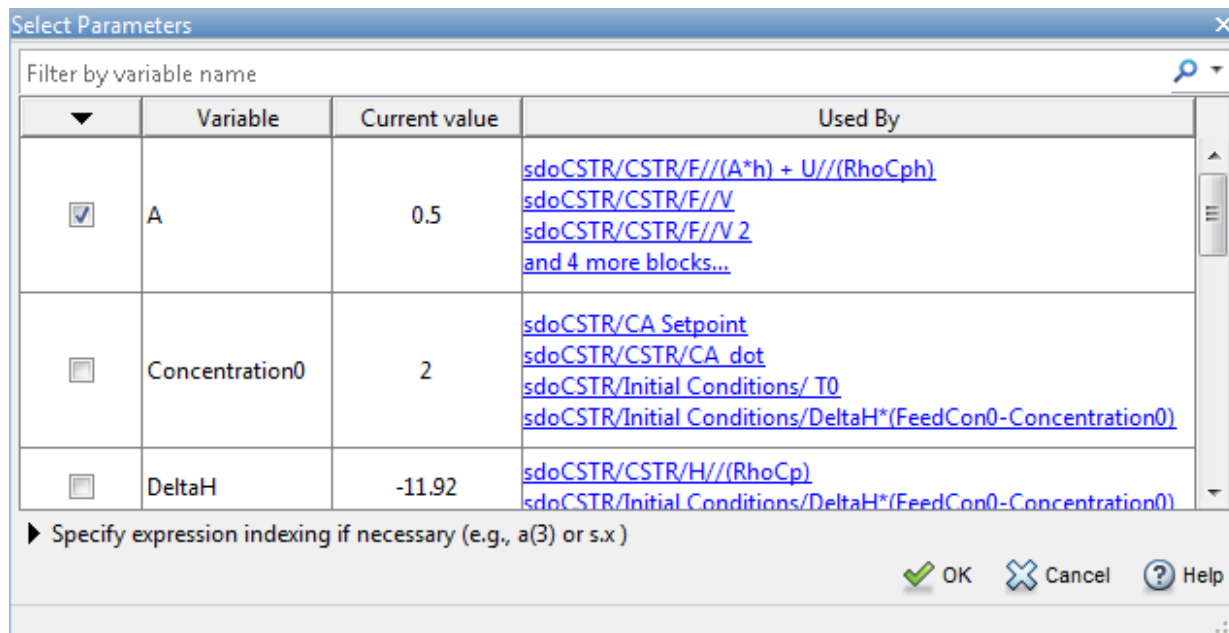 Select Parameters
Filter by variable name
Variable Current value Used By
A 0.5
sdoCSTR/CSTR/F//(A*h) + U//(RhoCph)
sdoCSTR/CSTR/F//V
sdoCSTR/CSTR/F//V 2
and 4 more blocks...
Concentration0 2
sdoCSTR/CA Setpoint
sdoCSTR/CSTR/CA_dot
sdoCSTR/Initial Conditions/ T0
sdoCSTR/Initial Conditions/DeltaH*(FeedCon0-Concentration0)
DeltaH -11.92
sdoCSTR/CSTR/H//(RhoCp)
sdoCSTR/Initial Conditions/DeltaH*(FeedCon0-Concentration0)
Specify expression indexing if necessary (e.g., a(3) or s.x )
OK Cancel Help